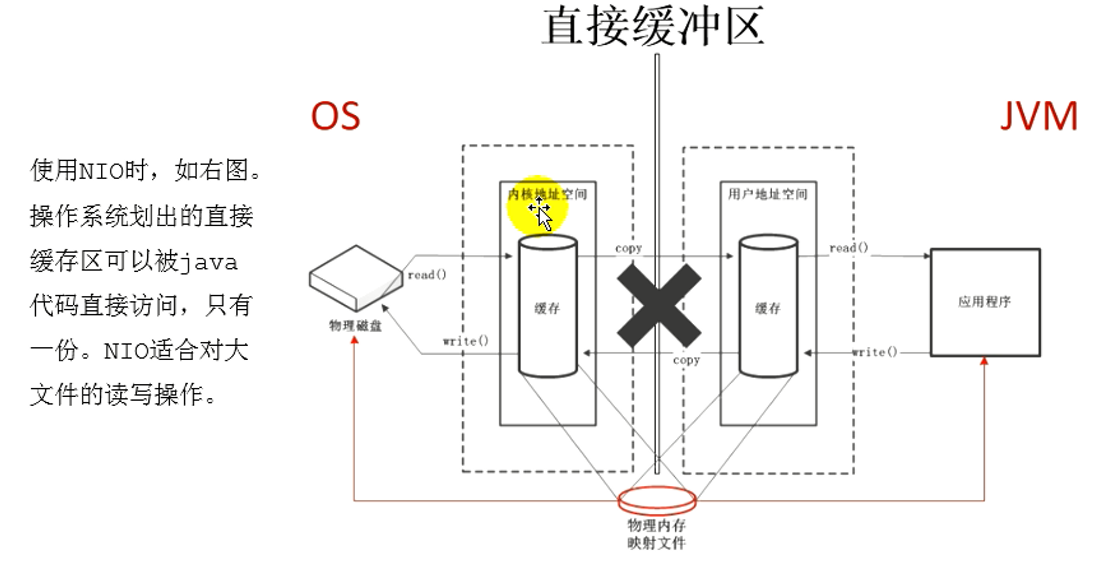 直接缓冲区
OS
JVM
使用NIO时，如右图。
操作系统划出的直接
缓存区可以被java
代码直接访问，只有
一份。NIO适合对大
文件的读写操作。
内核地址空间
用户地址空间
copy
read()
read()
物理磁盘
缓存
缓存
应用程序
write()
copy
write()
物理内存
映射文件